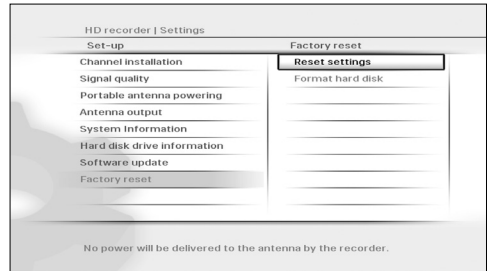 HD recorder | Settings
Set-up
Factory reset
Channel installation
Reset settings
Signal quality
Format hard disk
Portable antenna powering
Antenna output
System Information
Hard disk drive information
Software update
Factory reset
No power will be delivered to the antenna by the recorder.